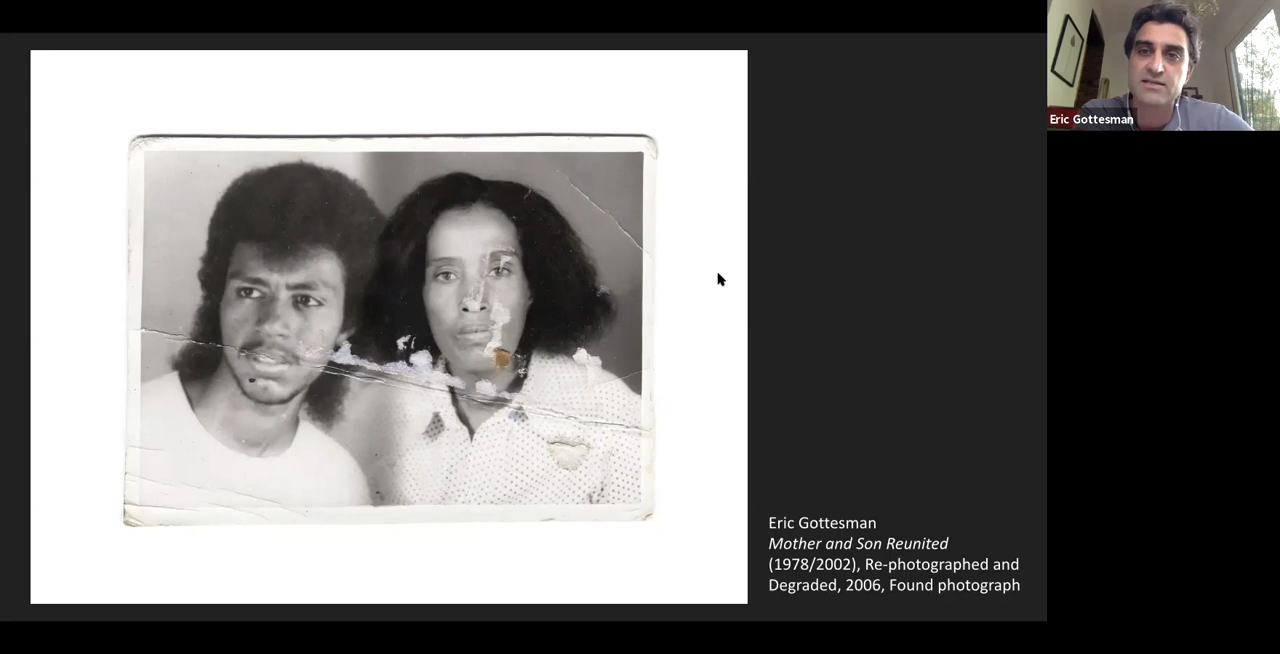 Eric Gottesman
Eric Gottesman
Mother and Son Reunited
(1978/2002), Re-photographed and
Degraded, 2006, Found photograph